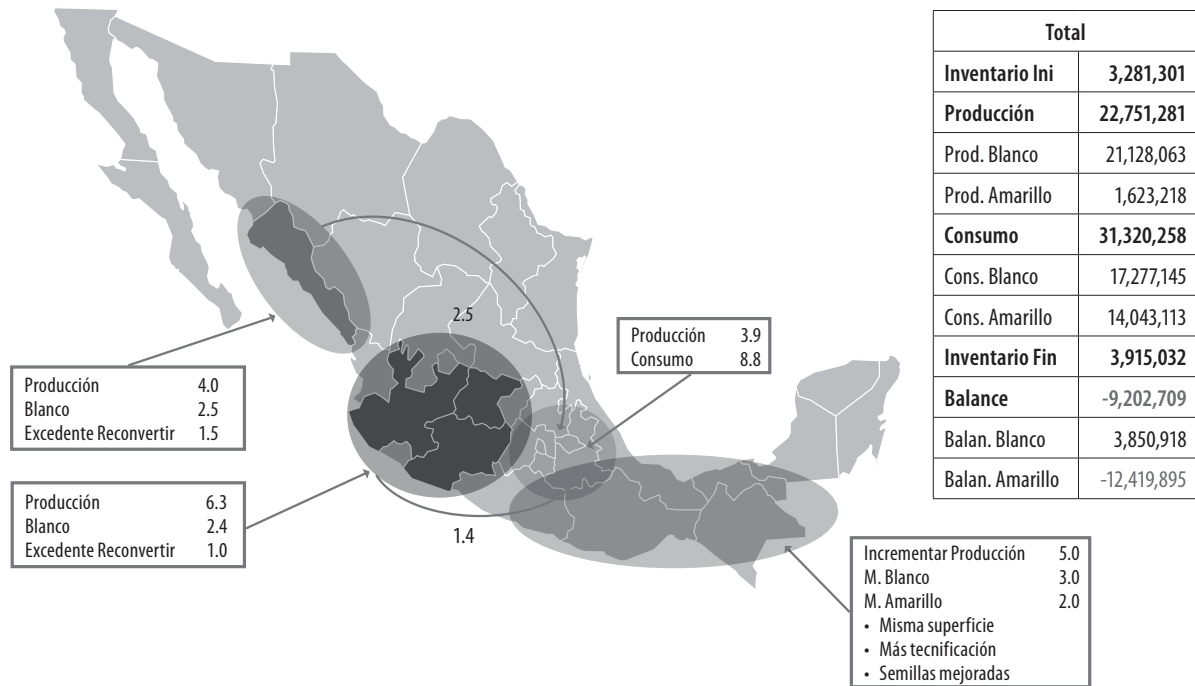 Total
Inventario Ini 3,281,301
Producción 22,751,281
Prod. Blanco 21,128,063
Prod. Amarillo 1,623,218
Consumo 31,320,258
Cons. Blanco 17,277,145
Cons. Amarillo 14,043,113
Inventario Fin 3,915,032
Balance -9,202,709
Balan. Blanco 3,850,918
Balan. Amarillo -12,419,895
2.5
Producción 3.9
Consumo 8.8
Producción 4.0
Blanco 2.5
Excedente Reconvertir 1.5
Producción 6.3
Blanco 2.4
Excedente Reconvertir 1.0
1.4
Incrementar Producción 5.0
M. Blanco 3.0
M. Amarillo 2.0
• Misma superficie
• Más tecnificación
• Semillas mejoradas